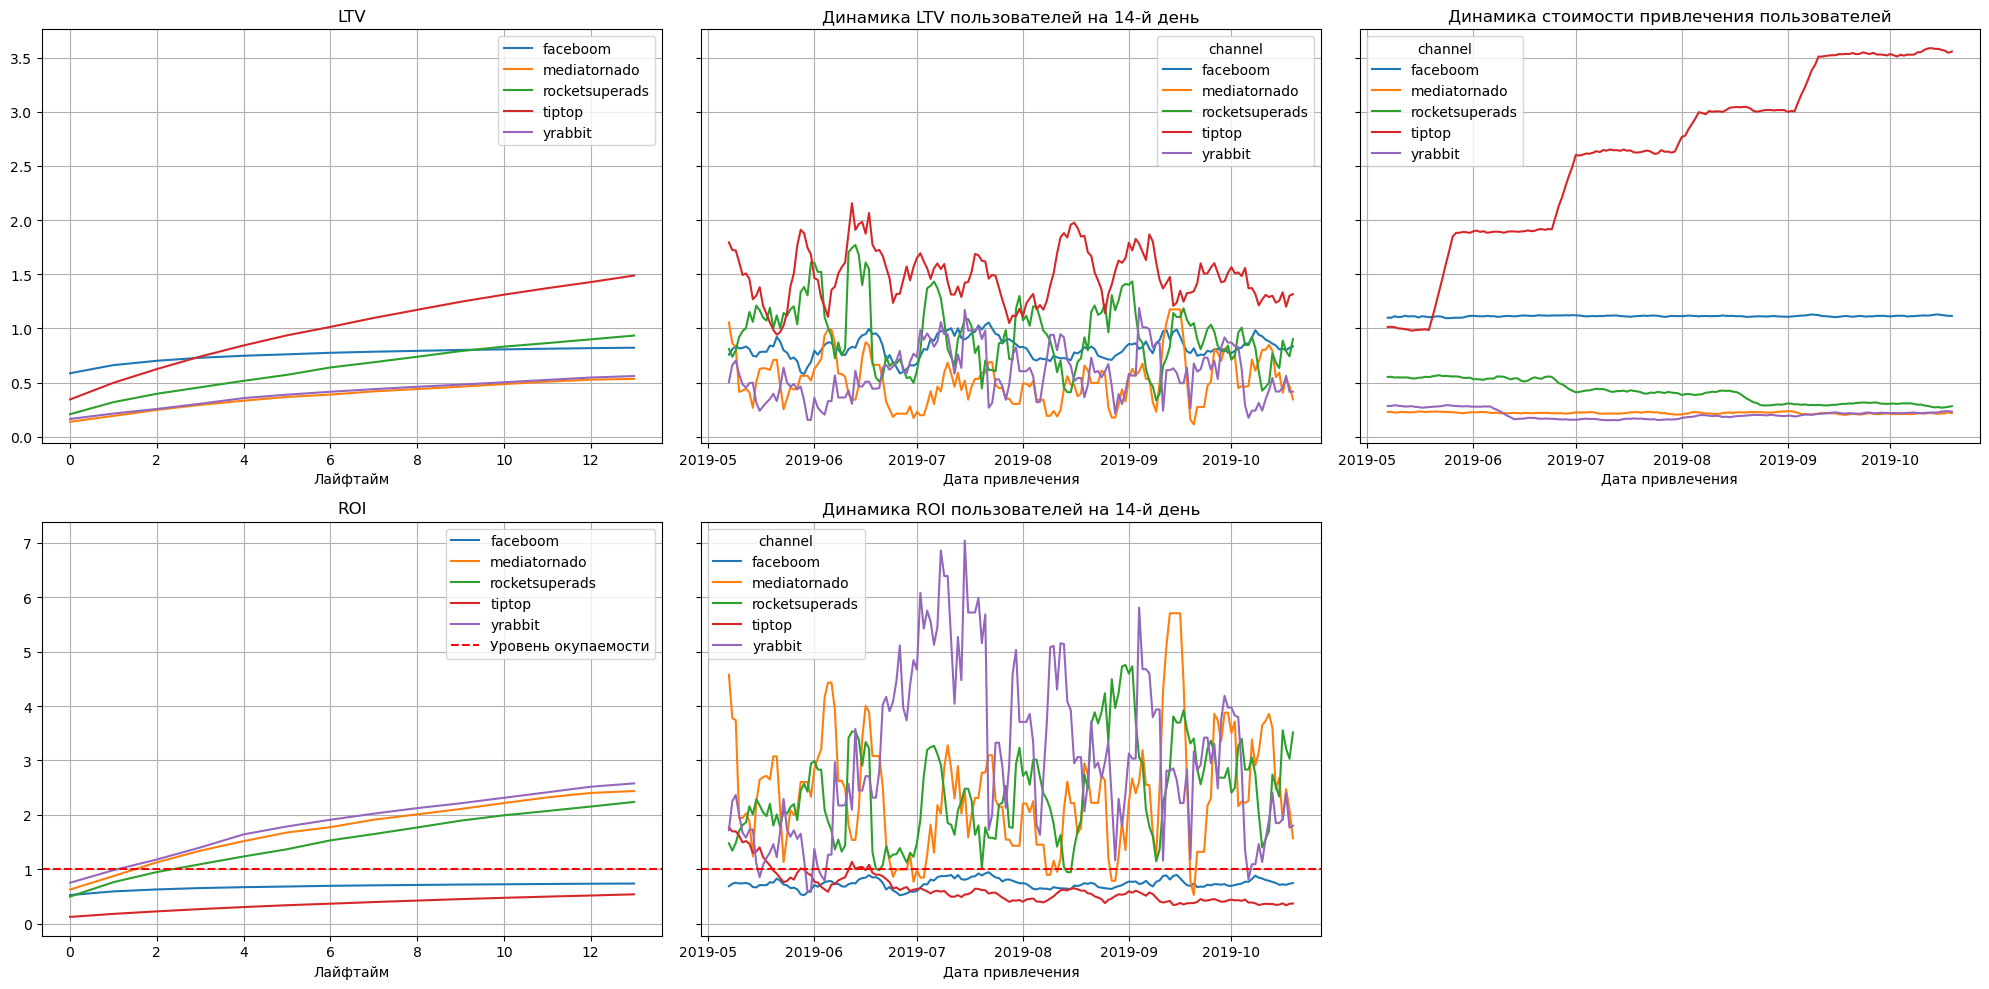 LTV
faceboom
mediatornado
rocketsuperads
tiptop
yrabbit
3.5
3.0
2.5
2.0
1.5
1.0
0.5
0.0
0 2 4 6 8 10 12
Лайфтайм
Динамика LTV пользователей на 14-й день
channel
faceboom
mediatornado
rocketsuperads
tiptop
yrabbit
2019-05 2019-06 2019-07 2019-08 2019-09 2019-10
Дата привлечения
Динамика стоимости привлечения пользователей
channel
faceboom
mediatornado
rocketsuperads
tiptop
yrabbit
2019-05 2019-06 2019-07 2019-08 2019-09 2019-10
Дата привлечения
ROI
faceboom
mediatornado
rocketsuperads
tiptop
yrabbit
Уровень окупаемости
7
6
5
4
3
2
1
0
0 2 4 6 8 10 12
Лайфтайм
Динамика ROI пользователей на 14-й день
channel
faceboom
mediatornado
rocketsuperads
tiptop
yrabbit
2019-05 2019-06 2019-07 2019-08 2019-09 2019-10
Дата привлечения